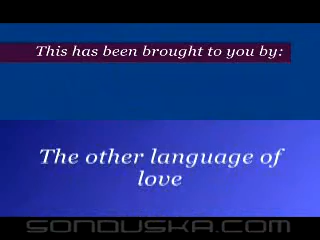 This has been brought to you by:
The other language of
love
SONDUSKA.COM